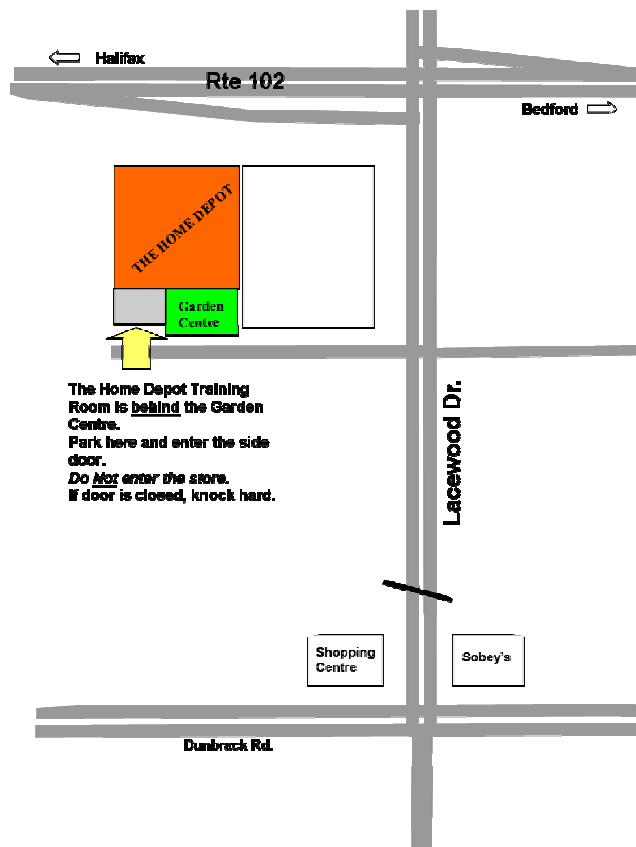 Halifax
Rte 102
Bedford
THE HOME DEPOT
Garden
Centre
The Home Depot Training
Room is behind the Garden
Centre.
Park here and enter the side
door.
Do Not enter the store.
If door is closed, knock hard.
Lacewood Dr.
Shopping
Centre
Sobey's
Dunbrack Rd.